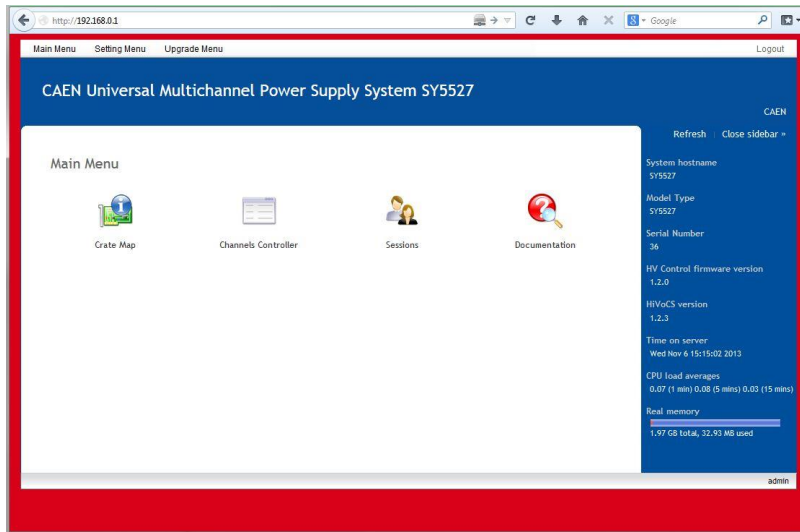 http://192.168.0.1
Google
Main Menu Setting Menu Upgrade Menu Logout
CAEN Universal Multichannel Power Supply System SY5527
CAEN
Refresh Close sidebar »
Main Menu
Crate Map Channels Controller Sessions Documentation
System hostname
SY5527
Model Type
SY5527
Serial Number
36
HV Control firmware version
1.2.0
HiVoCS version
1.2.3
Time on server
Wed Nov 6 15:15:02 2013
CPU load averages
0.07 (1 min) 0.08 (5 mins) 0.03 (15 mins)
Real memory
1.97 GB total, 32.93 MB used
admin